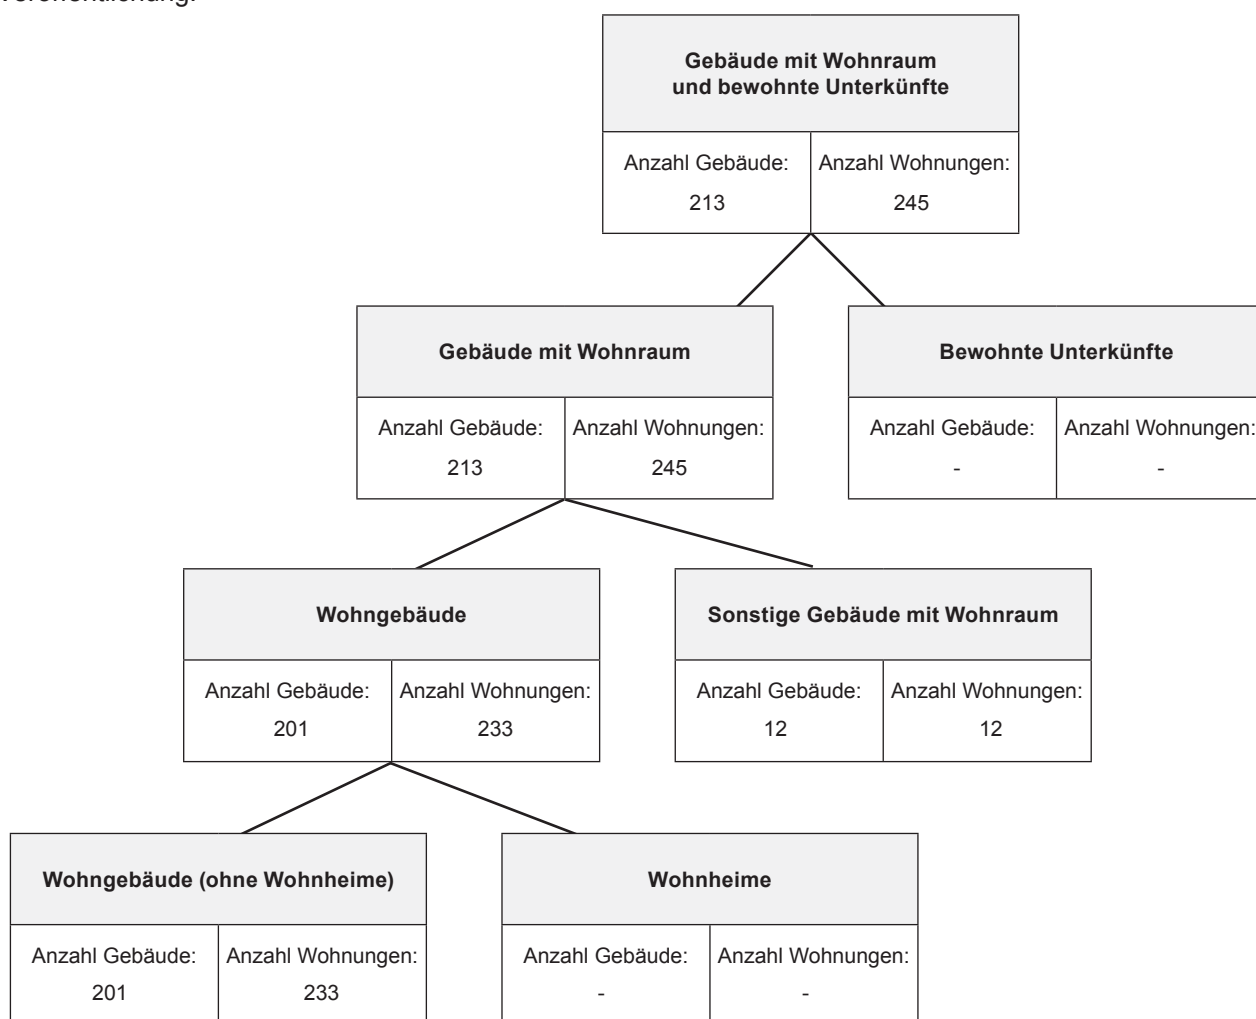 Gebäude mit Wohnraum
und bewohnte Unterkünfte
Anzahl Gebäude: Anzahl Wohnungen:
213 245
Gebäude mit Wohnraum Bewohnte Unterkünfte
Anzahl Gebäude: Anzahl Wohnungen: Anzahl Gebäude: Anzahl Wohnungen:
213 245 - -
Wohngebäude Sonstige Gebäude mit Wohnraum
Anzahl Gebäude: Anzahl Wohnungen: Anzahl Gebäude: Anzahl Wohnungen:
201 233 12 12
Wohngebäude (ohne Wohnheime) Wohnheime
Anzahl Gebäude: Anzahl Wohnungen: Anzahl Gebäude: Anzahl Wohnungen:
201 233 - -